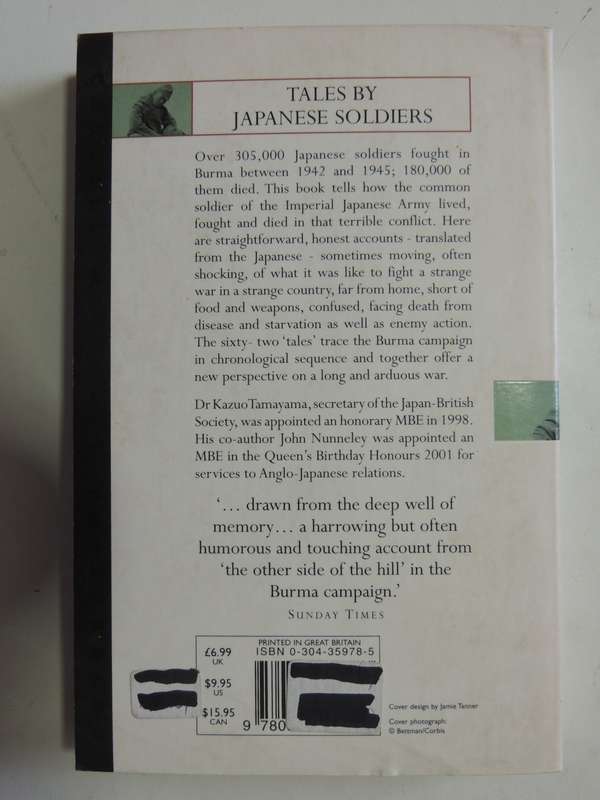 TALES BY
JAPANESE SOLDIERS
Over 305,000 Japanese soldiers fought in
Burma between 1942 and 1945; 180,000 of
them died. This book tells how the common
soldier of the Imperial Japanese Army lived,
fought and died in that terrible conflict. Here
are straightforward, honest accounts - translated
from the Japanese - sometimes moving, often
shocking, of what it was like to fight a strange
war in a strange country, far from home, short of
food and weapons, confused, facing death from
disease and starvation as well as enemy action.
The sixty- two ‘tales’ trace the Burma campaign
in chronological sequence and together offer a
new perspective on a long and arduous war.
Dr KazuoTamayama, secretary of the Japan-British
Society, was appointed an honorary MBE in 1998.
His co-author John Nunneley was appointed an
MBE in the Queen's Birthday Honours 2001 for
services to Anglo-Japanese relations.
‘… drawn from the deep well of
memory… a harrowing but often
humorous and touching account from
‘the other side of the hill’ in the
Burma campaign.’
SUNDAY TIMES
PRINTED IN GREAT BRITAIN
ISBN 0-304-35978-5
£6.99
UK
$9.95
US
$15.95
CAN
9 780
Cover design by Jamie Tanner
Cover photograph:
© Bettman/Corbis